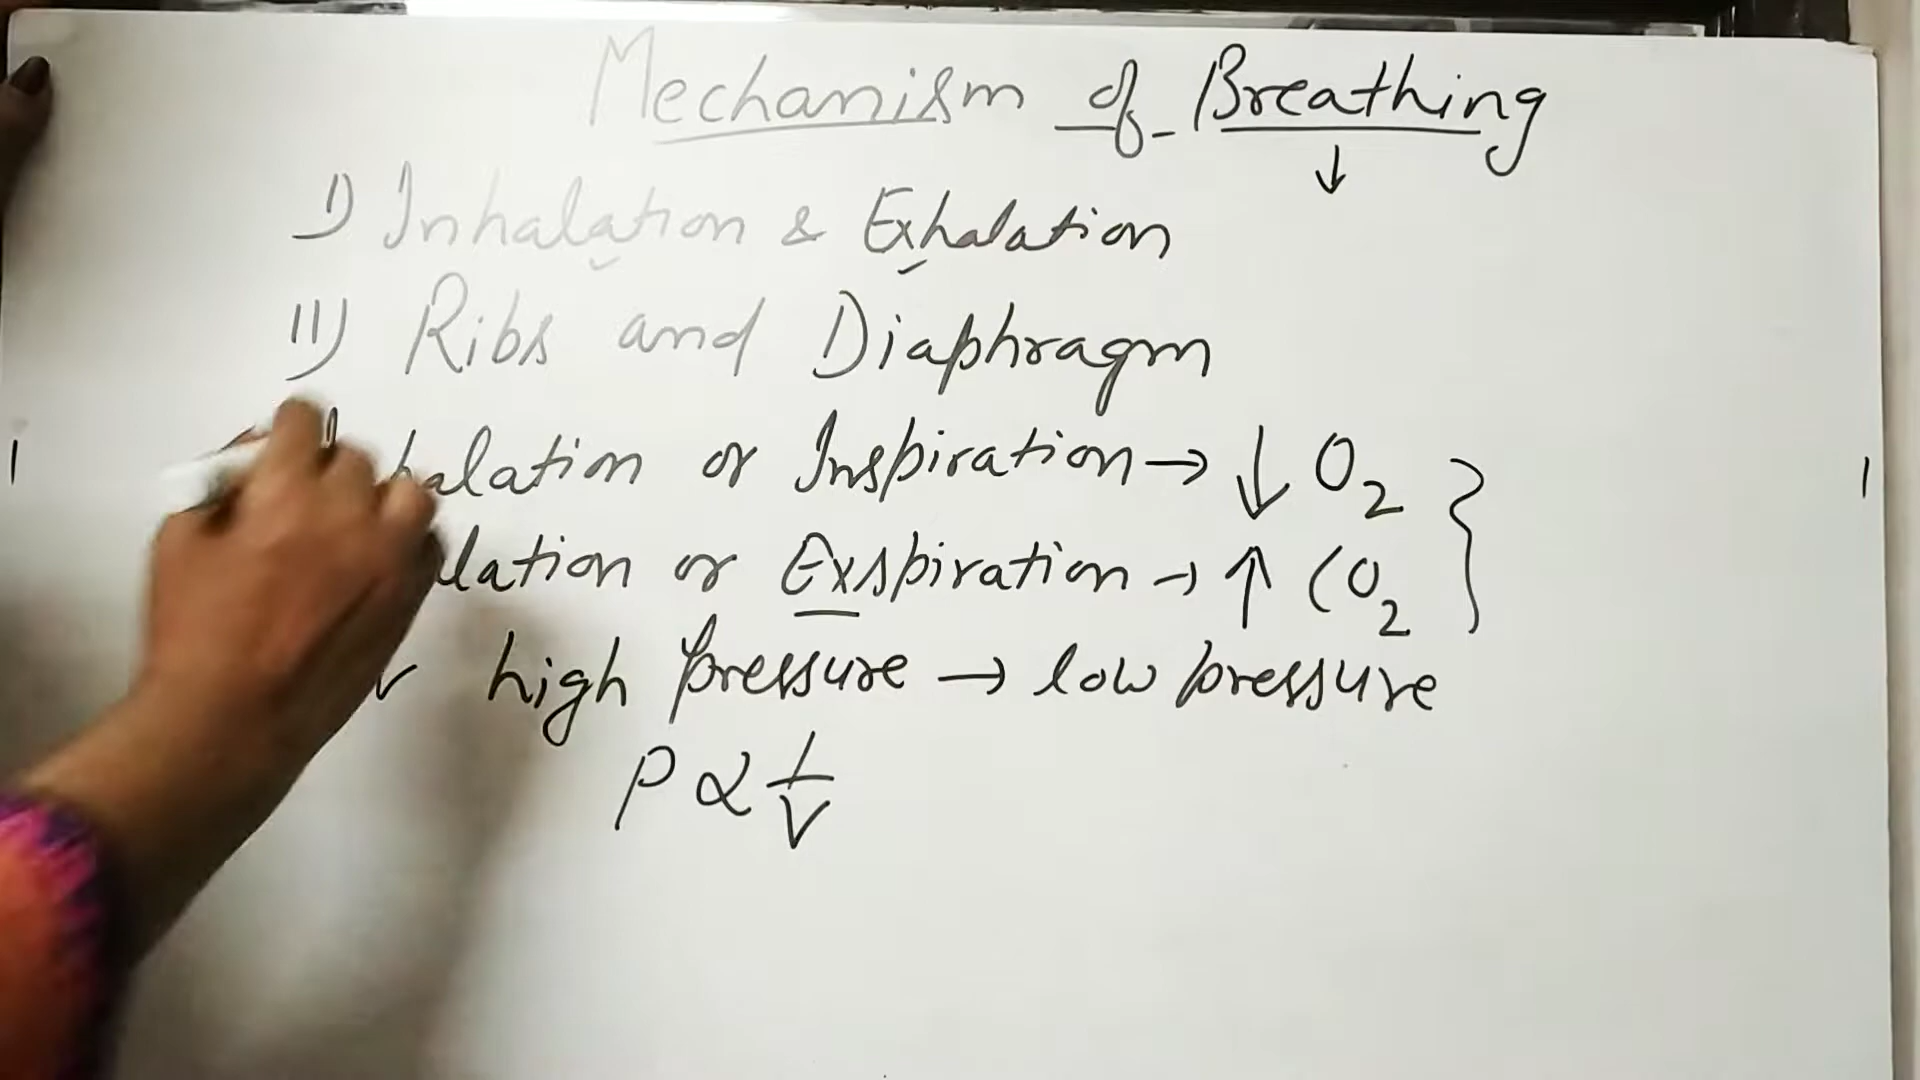 Mechanism of Breathing
↓
I) Inhalation & Exhalation
II) Ribs and Diaphragm
halation or Inspiration → ↓ O2
lation or Exspiration → ↑ CO2
high pressure → low pressure
P ∝ 1/V